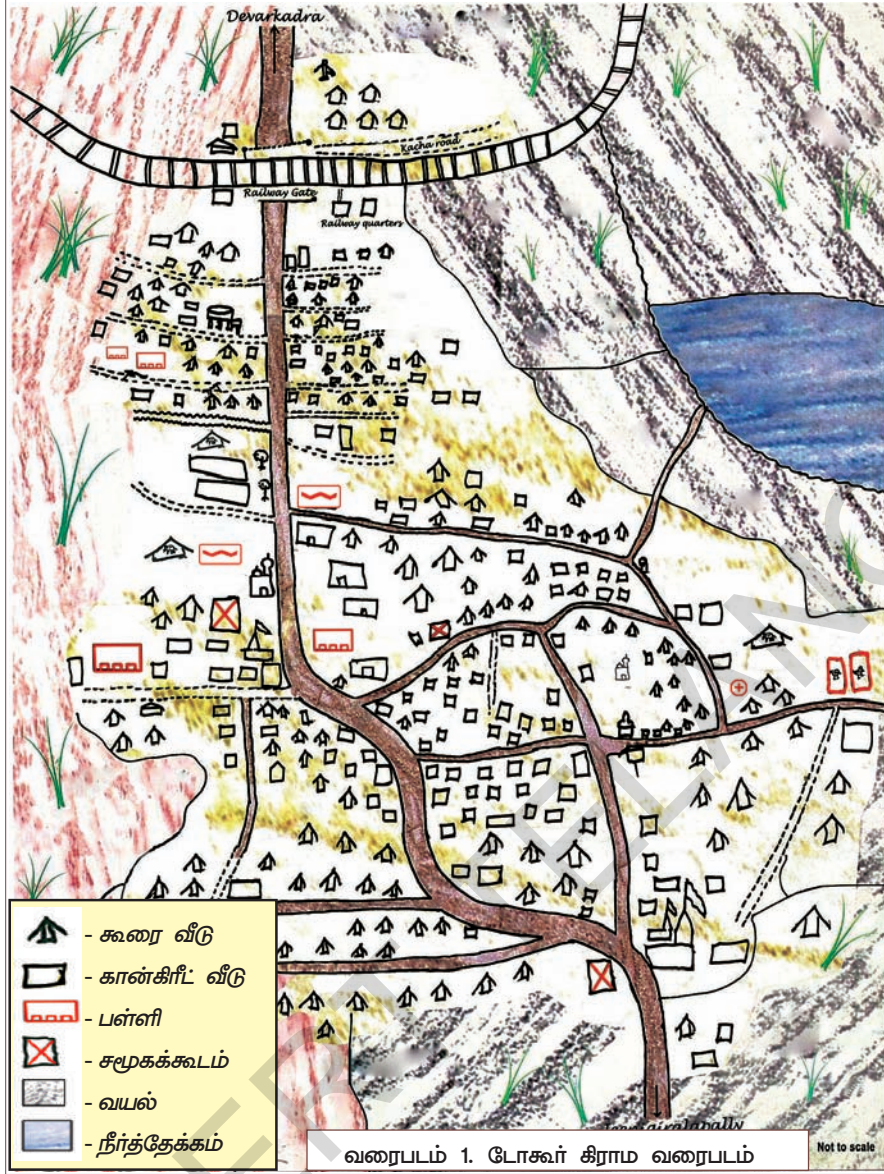 Devarkadra
Kacha road
Railway Gate
Railway quarters
- கூரை வீடு
- கான்கிரீட் வீடு
- பள்ளி
- சமூகக்கூடம்
- வயல்
- நீர்த்தேக்கம்
வரைபடம் 1. டோகூர் கிராம வரைபடம்
Not to scale